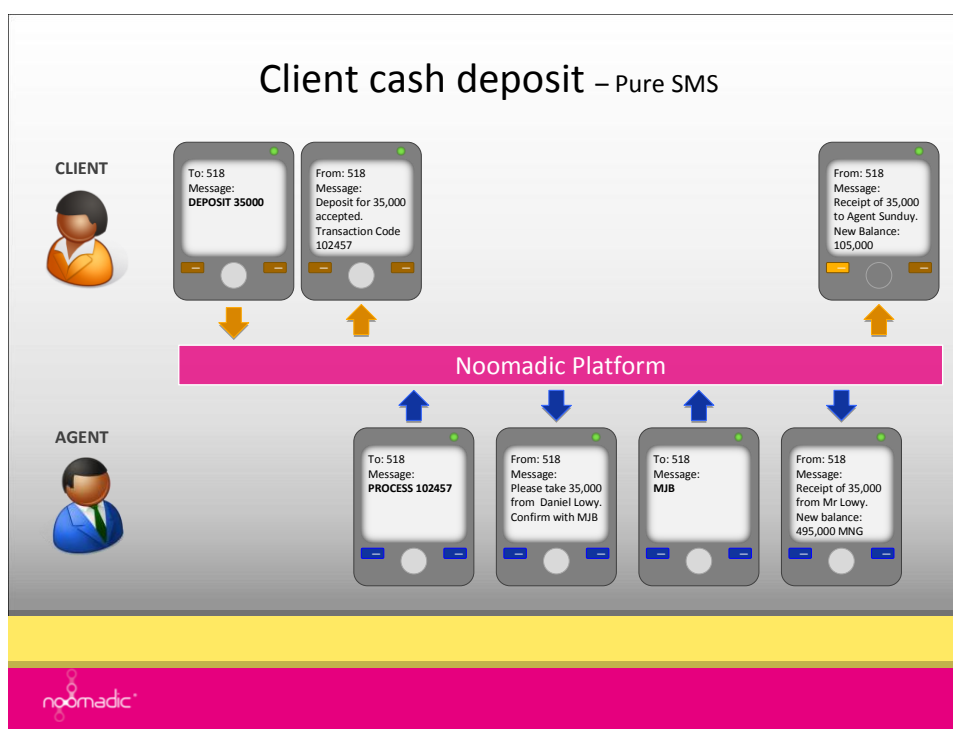 Client cash deposit – Pure SMS
CLIENT
To: 518
Message:
DEPOSIT 35000
From: 518
Message:
Deposit for 35,000
accepted.
Transaction Code
102457
From: 518
Message:
Receipt of 35,000
to Agent Sunduy.
New Balance:
105,000
Noomadic Platform
AGENT
To: 518
Message:
PROCESS 102457
From: 518
Message:
Please take 35,000
from Daniel Lowy.
Confirm with MJB
To: 518
Message:
MJB
From: 518
Message:
Receipt of 35,000
from Mr Lowy.
New balance:
495,000 MNG
noomadic